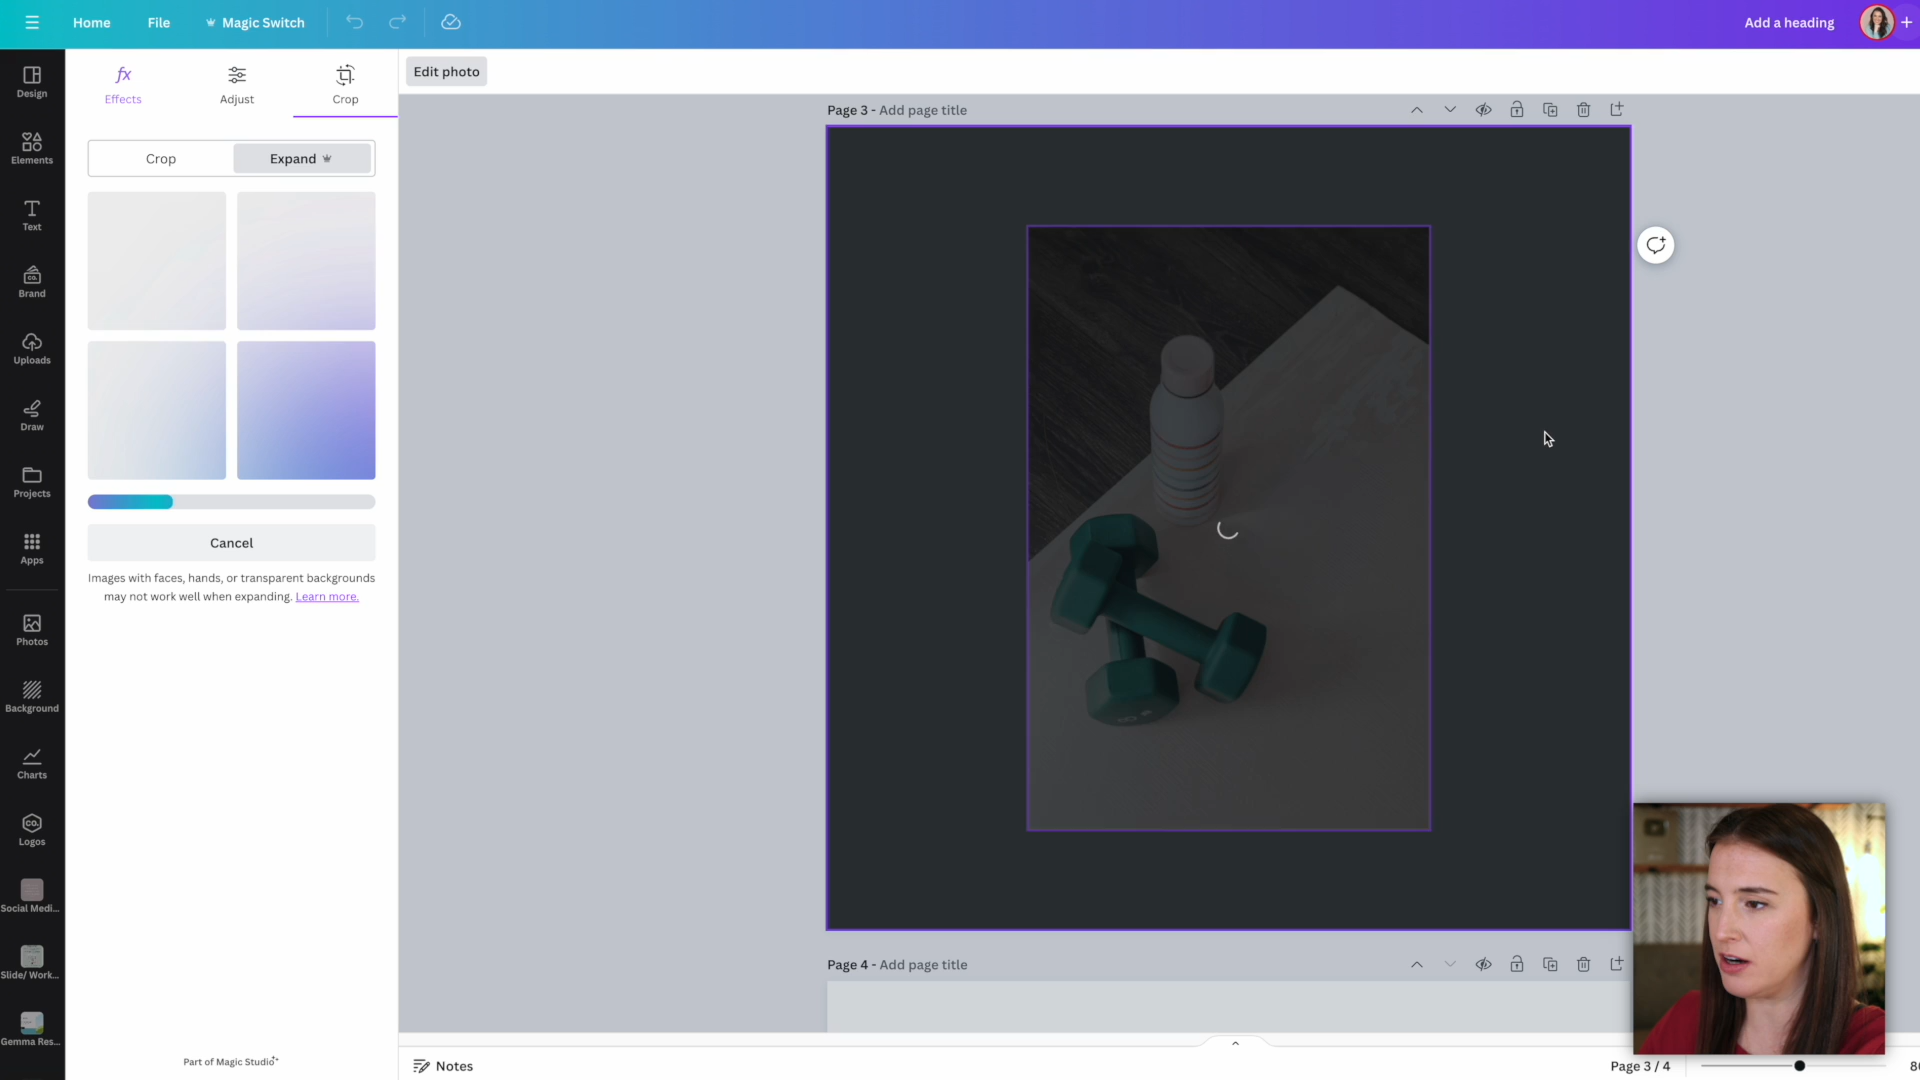 Home
File
Magic Switch
Add a heading
Design
Elements
Text
Brand
Uploads
Draw
Projects
Apps
Photos
Background
Charts
Logos
Social Medi...
Slide/ Work...
Gemma Res...
fx
Effects
Adjust
Crop
Crop
Expand
Cancel
Images with faces, hands, or transparent backgrounds
may not work well when expanding. Learn more.
Part of Magic Studio
Edit photo
Page 3 - Add page title
Page 4 - Add page title
Notes
Page 3 / 4